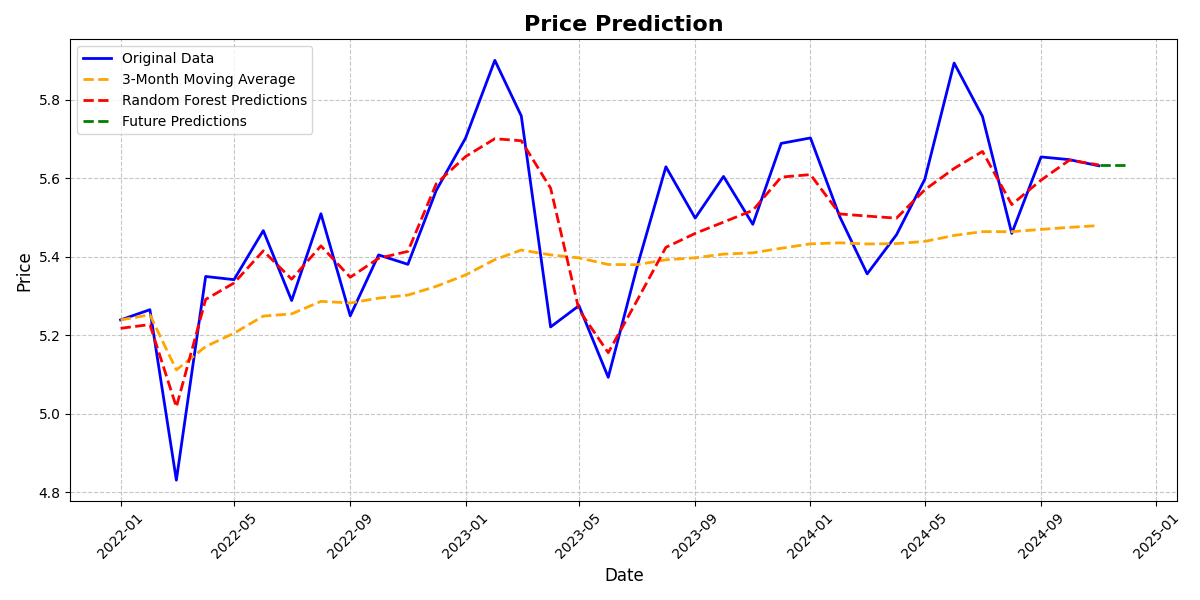 Price Prediction
Original Data
3-Month Moving Average
Random Forest Predictions
Future Predictions
Price
5.8
5.6
5.4
5.2
5.0
4.8
2022-01
2022-05
2022-09
2023-01
2023-05
2023-09
2024-01
2024-05
2024-09
2025-01
Date